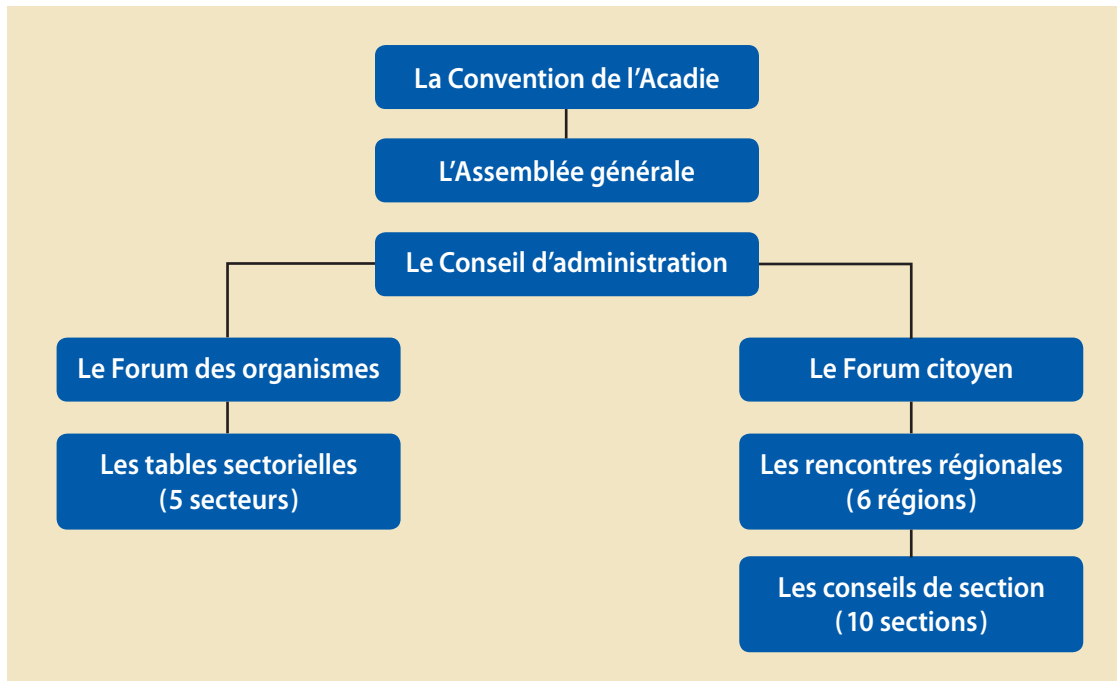 La Convention de l’Acadie
L’Assemblée générale
Le Conseil d’administration
Le Forum des organismes
Le Forum citoyen
Les tables sectorielles
(5 secteurs)
Les rencontres régionales
(6 régions)
Les conseils de section
(10 sections)